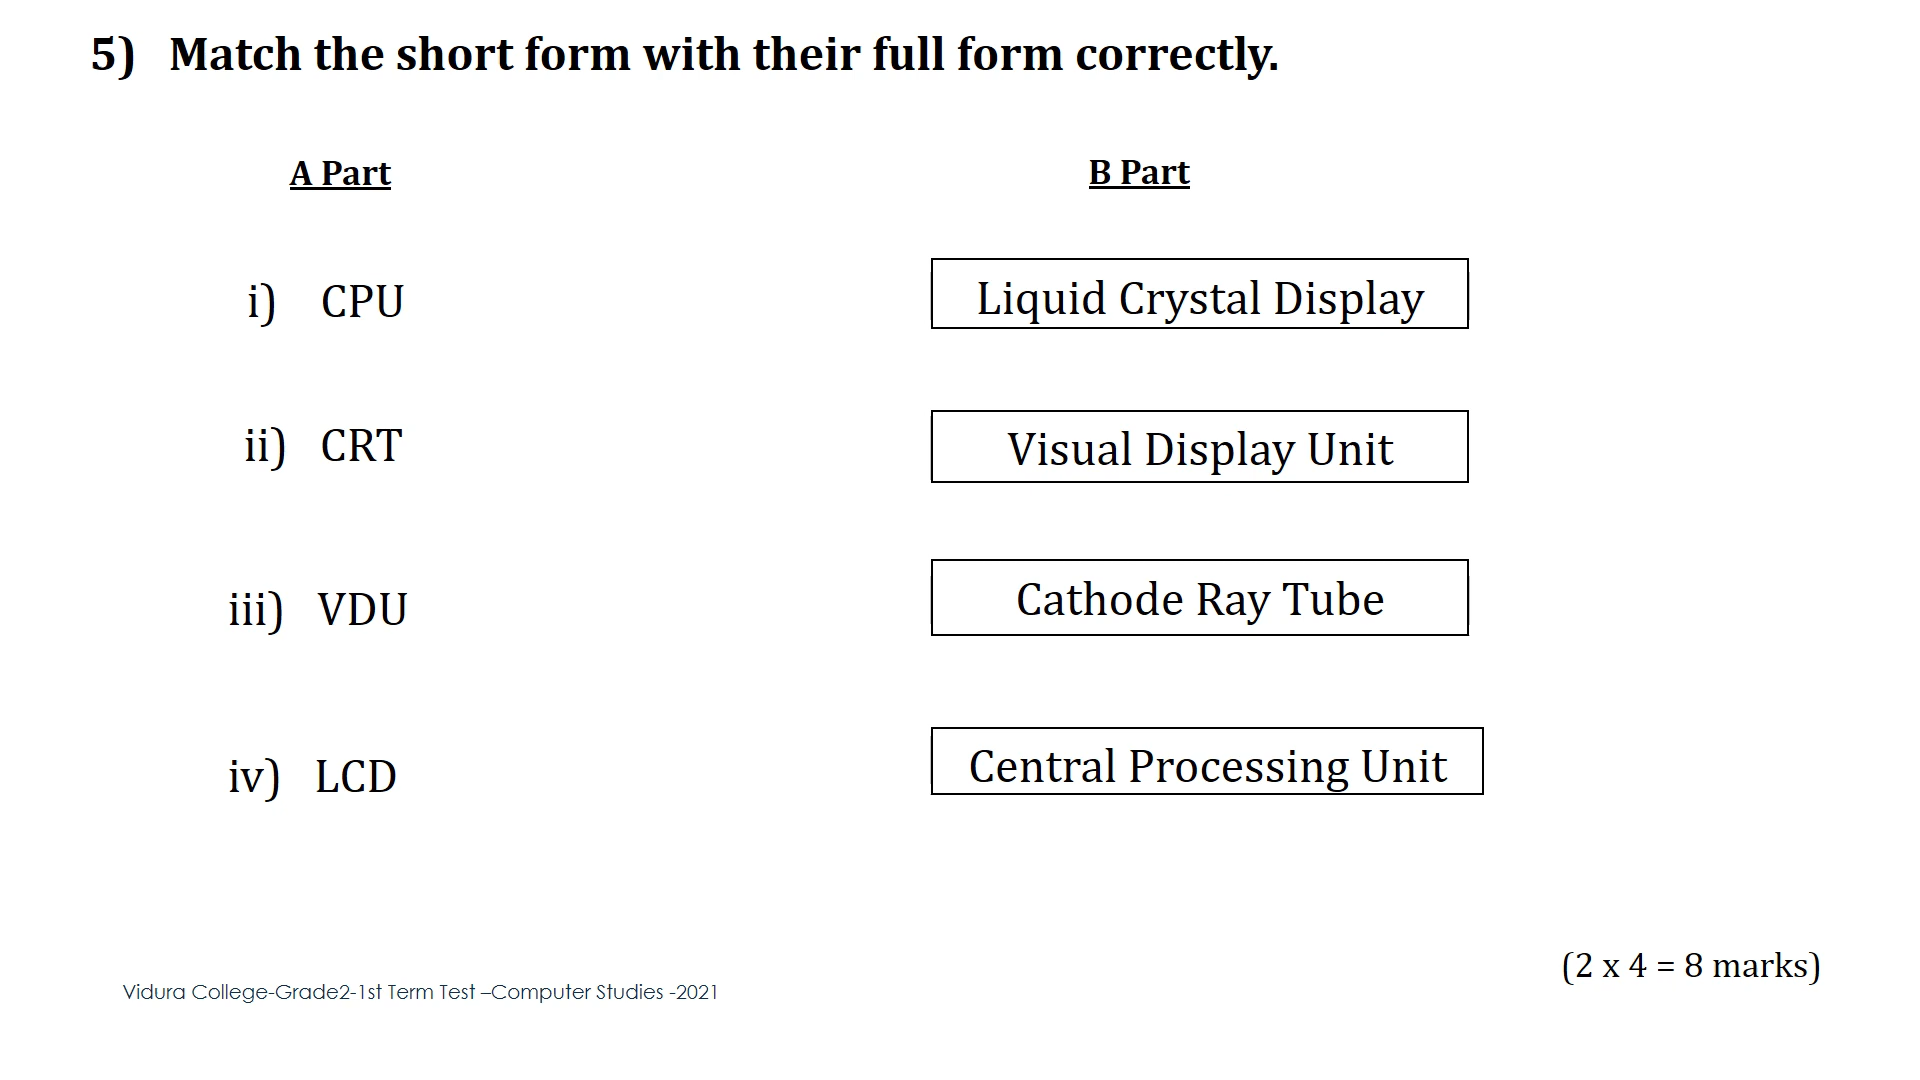 5) Match the short form with their full form correctly.
A Part
B Part
i) CPU
Liquid Crystal Display
ii) CRT
Visual Display Unit
iii) VDU
Cathode Ray Tube
iv) LCD
Central Processing Unit
(2 x 4 = 8 marks)
Vidura College-Grade2-1st Term Test –Computer Studies -2021